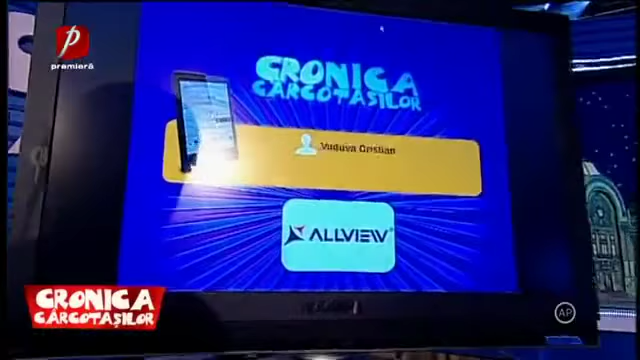 P
premieră
CRONICA
CÂRCOTAȘILOR
Vaduva Cristian
ALLVIEW
CRONICA
CÂRCOTAȘILOR
AP